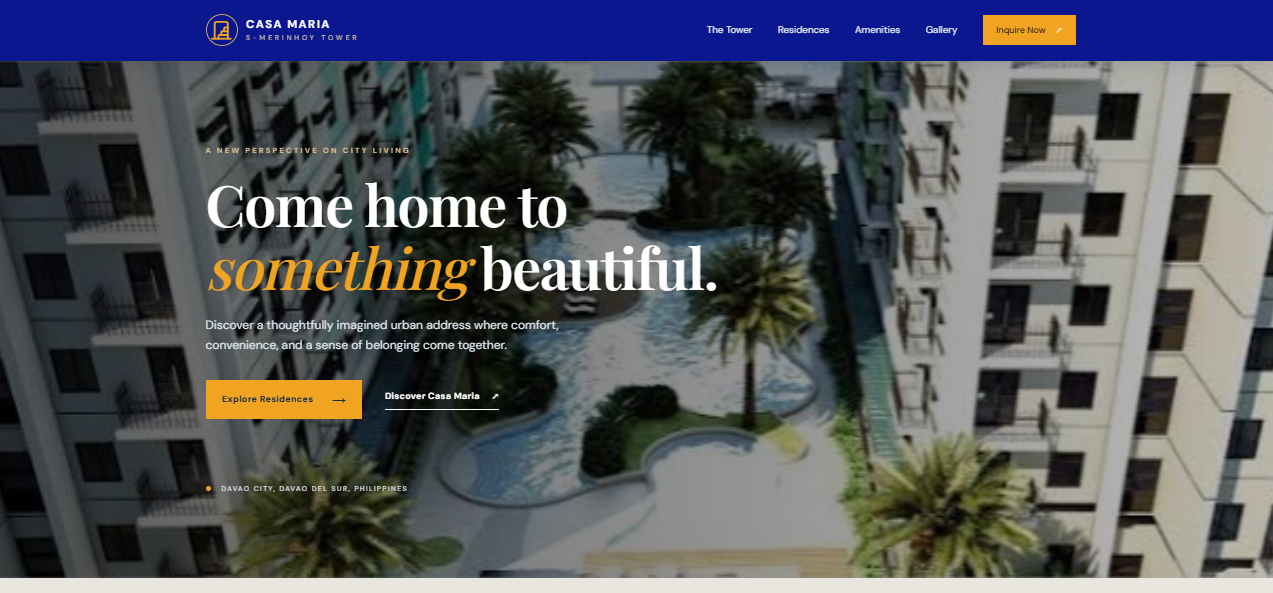 CASA MARIA
S-MERINHOY TOWER
The Tower
Residences
Amenities
Gallery
Inquire Now ↗
A NEW PERSPECTIVE ON CITY LIVING
Come home to
something beautiful.
Discover a thoughtfully imagined urban address where comfort,
convenience, and a sense of belonging come together.
Explore Residences →
Discover Casa Maria ↗
DAVAO CITY, DAVAO DEL SUR, PHILIPPINES